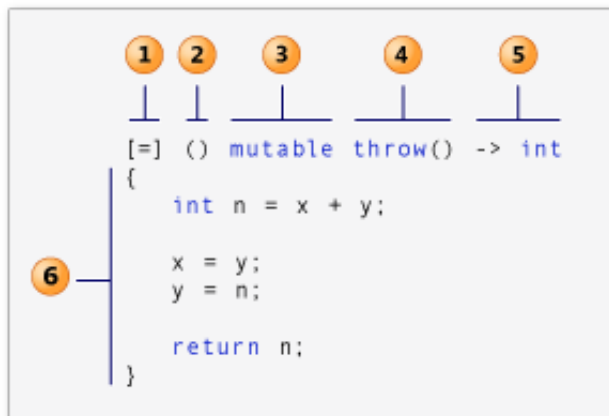 1 2 3 4 5
[=] () mutable throw() -> int
{
int n = x + y;
x = y;
6
y = n;
return n;
}